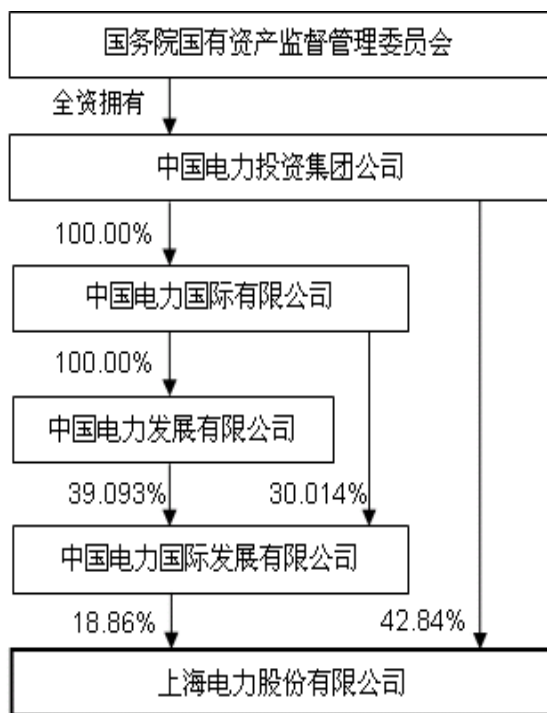 国务院国有资产监督管理委员会
全资拥有
中国电力投资集团公司
100.00%
中国电力国际有限公司
100.00%
中国电力发展有限公司
39.093% 30.014%
中国电力国际发展有限公司
18.86% 42.84%
上海电力股份有限公司